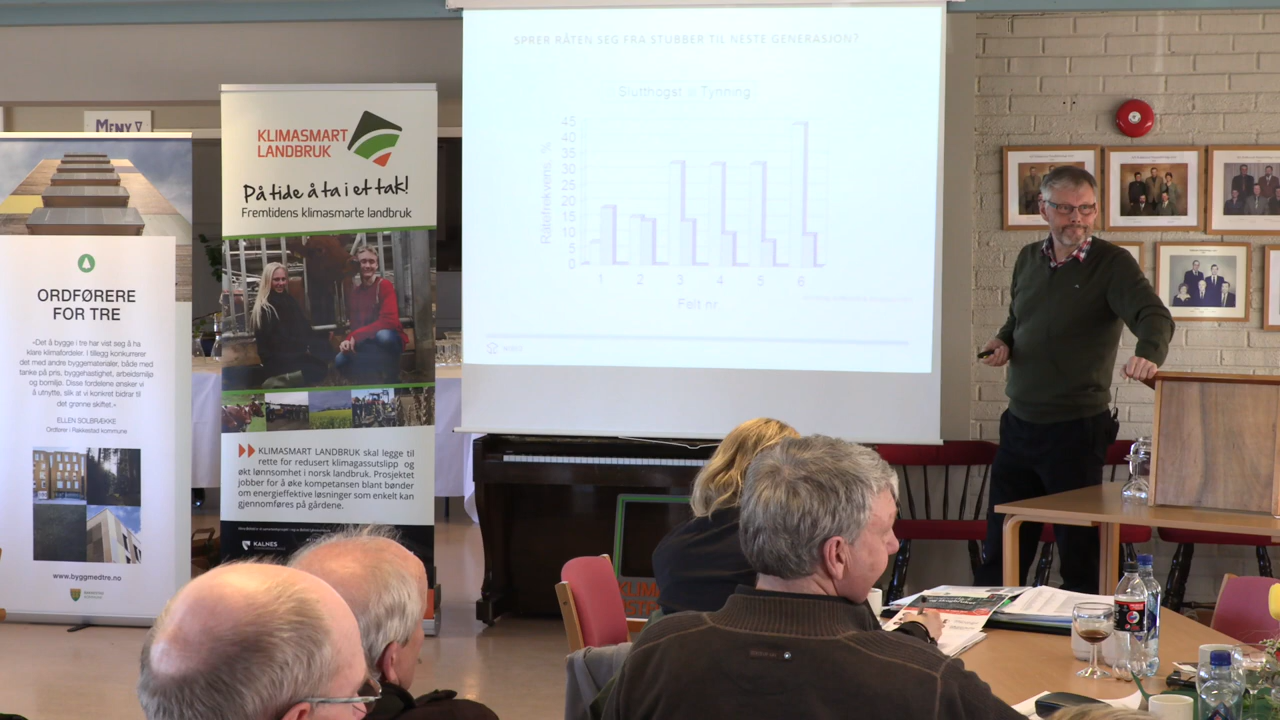 SPRER RÅTEN SEG FRA STUBBER TIL NESTE GENERASJON?
Slutthogst Tynning
Råtefrekvens, %
45
40
35
30
25
20
15
10
5
0
1 2 3 4 5 6
Felt nr
MENY
KLIMASMART
LANDBRUK
På tide å ta i et tak!
Fremtidens klimasmarte landbruk
KLIMASMART LANDBRUK skal legge til
rette for redusert klimagassutslipp og
økt lønnsomhet i norsk landbruk. Prosjektet
jobber for å øke kompetansen blant bønder
om energieffektive løsninger som enkelt kan
gjennomføres på gårdene.
KALNES
ORDFØRERE
FOR TRE
«Det å bygge i tre har vist seg å ha
klare klimafordeler. I tillegg konkurrerer
det med andre byggematerialer, både med
tanke på pris, byggehastighet, arbeidsmiljø
og bomiljø. Disse fordelene ønsker vi
å utnytte, slik at vi konkret bidrar til
det grønne skiftet.»
ELLEN SOLBRÆKKE
Ordfører i Rakkestad kommune
www.byggmedtre.no